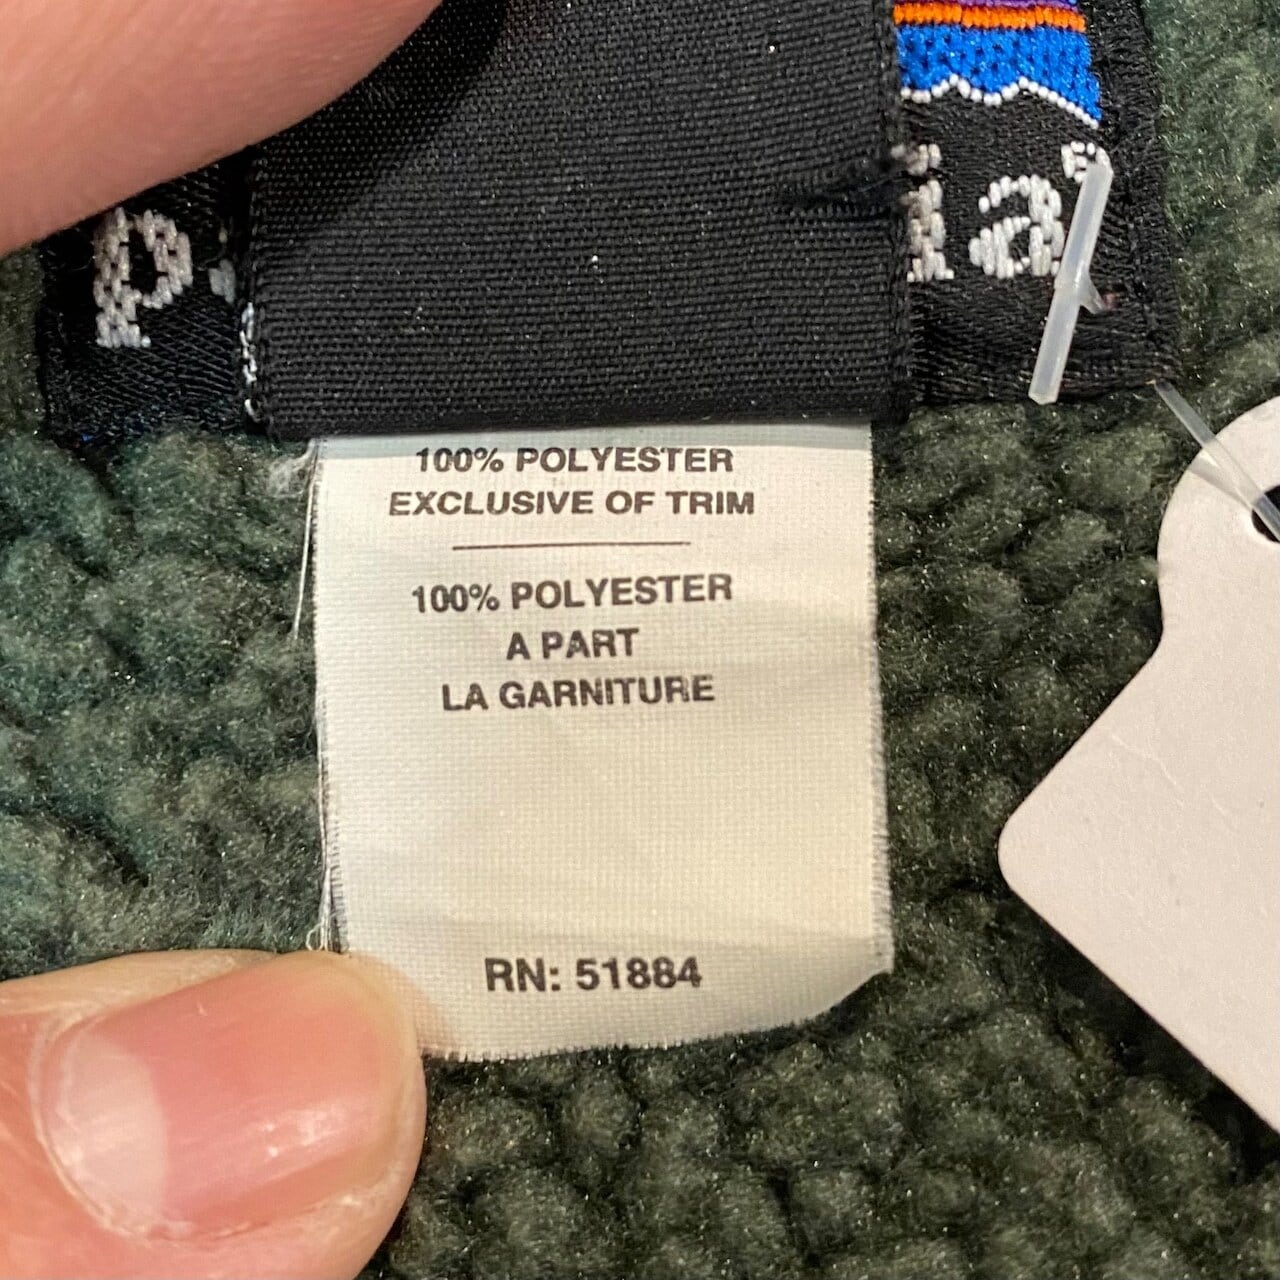 100% POLYESTER
EXCLUSIVE OF TRIM
100% POLYESTER
A PART
LA GARNITURE
RN: 51884